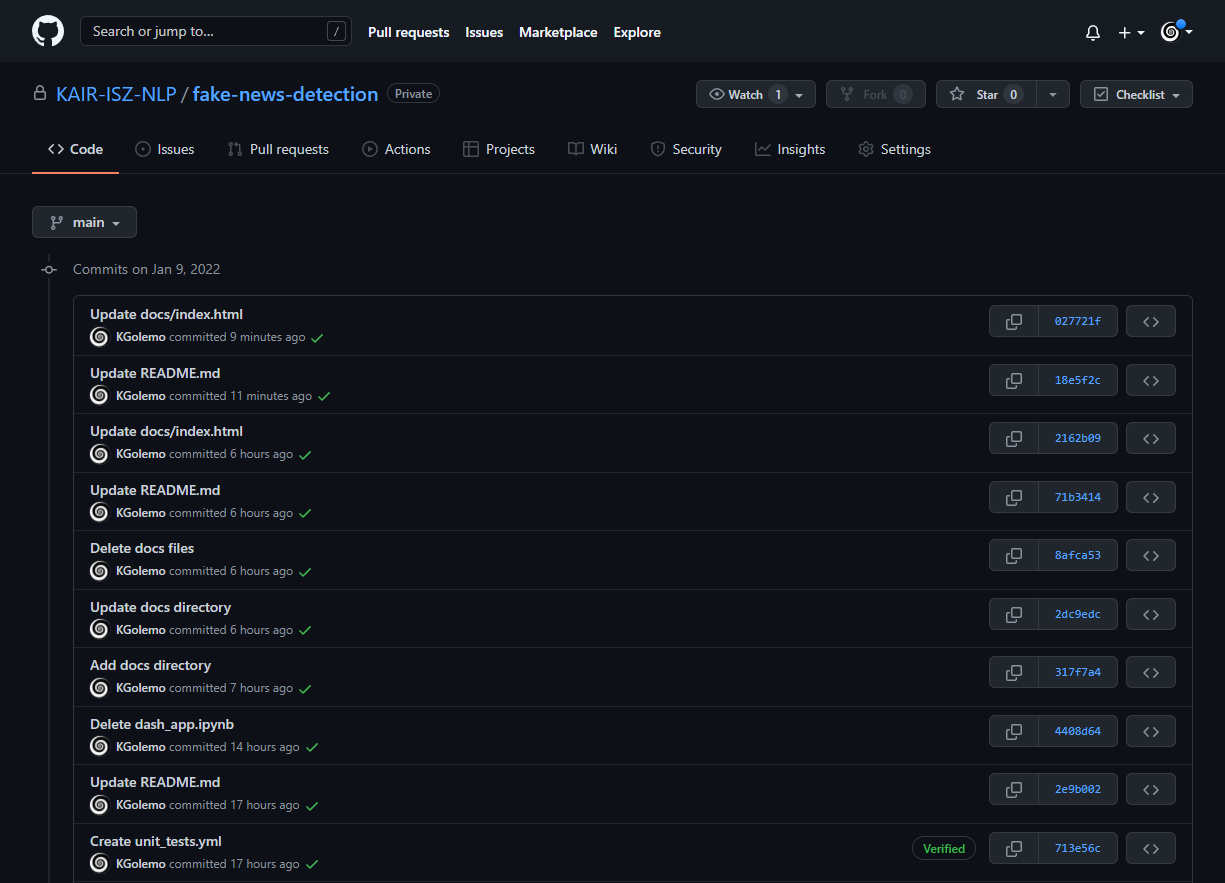 Search or jump to... /
Pull requests Issues Marketplace Explore
KAIR-ISZ-NLP / fake-news-detection Private
Watch 1 Fork 0 Star 0 Checklist
Code Issues Pull requests Actions Projects Wiki Security Insights Settings
main
Commits on Jan 9, 2022
Update docs/index.html
KGolemo committed 9 minutes ago
027721f
Update README.md
KGolemo committed 11 minutes ago
18e5f2c
Update docs/index.html
KGolemo committed 6 hours ago
2162b09
Update README.md
KGolemo committed 6 hours ago
71b3414
Delete docs files
KGolemo committed 6 hours ago
8afca53
Update docs directory
KGolemo committed 6 hours ago
2dc9edc
Add docs directory
KGolemo committed 7 hours ago
317f7a4
Delete dash_app.ipynb
KGolemo committed 14 hours ago
4408d64
Update README.md
KGolemo committed 17 hours ago
2e9b002
Create unit_tests.yml
KGolemo committed 17 hours ago
Verified 713e56c